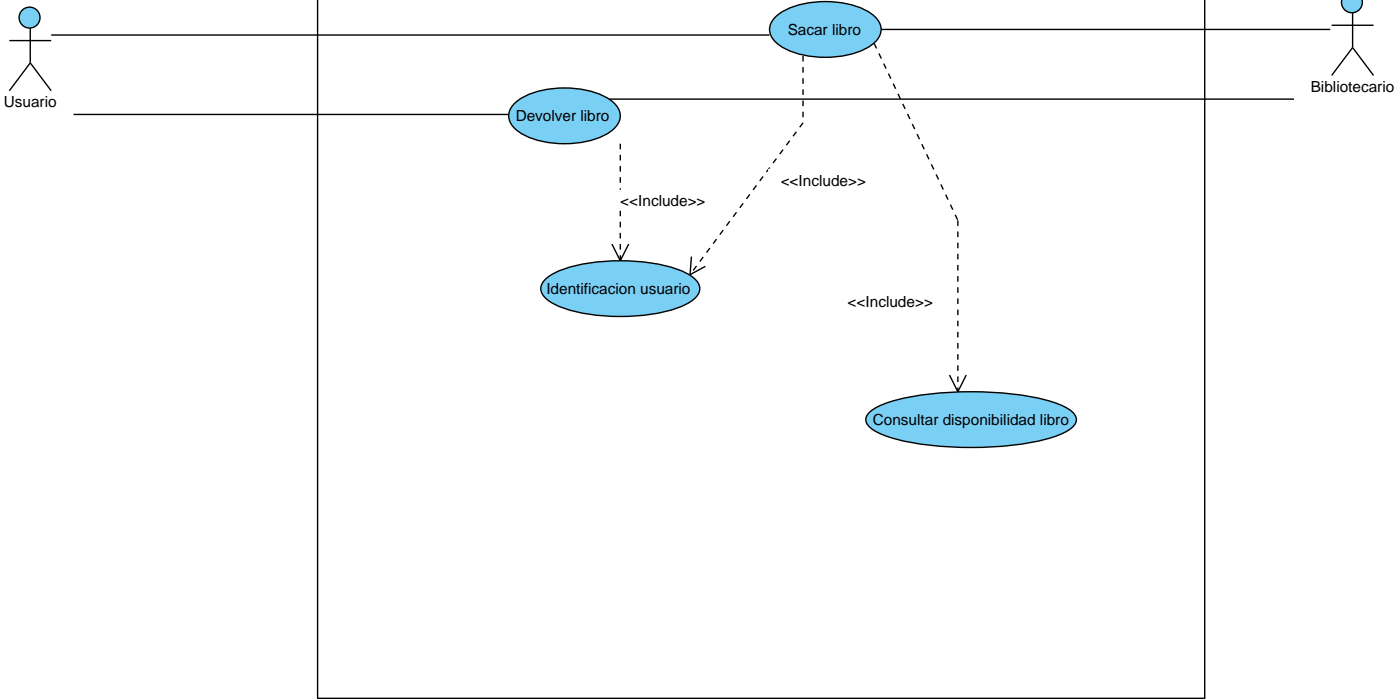 Sacar libro
Usuario
Bibliotecario
Devolver libro
<<Include>>
<<Include>>
Identificacion usuario
<<Include>>
Consultar disponibilidad libro